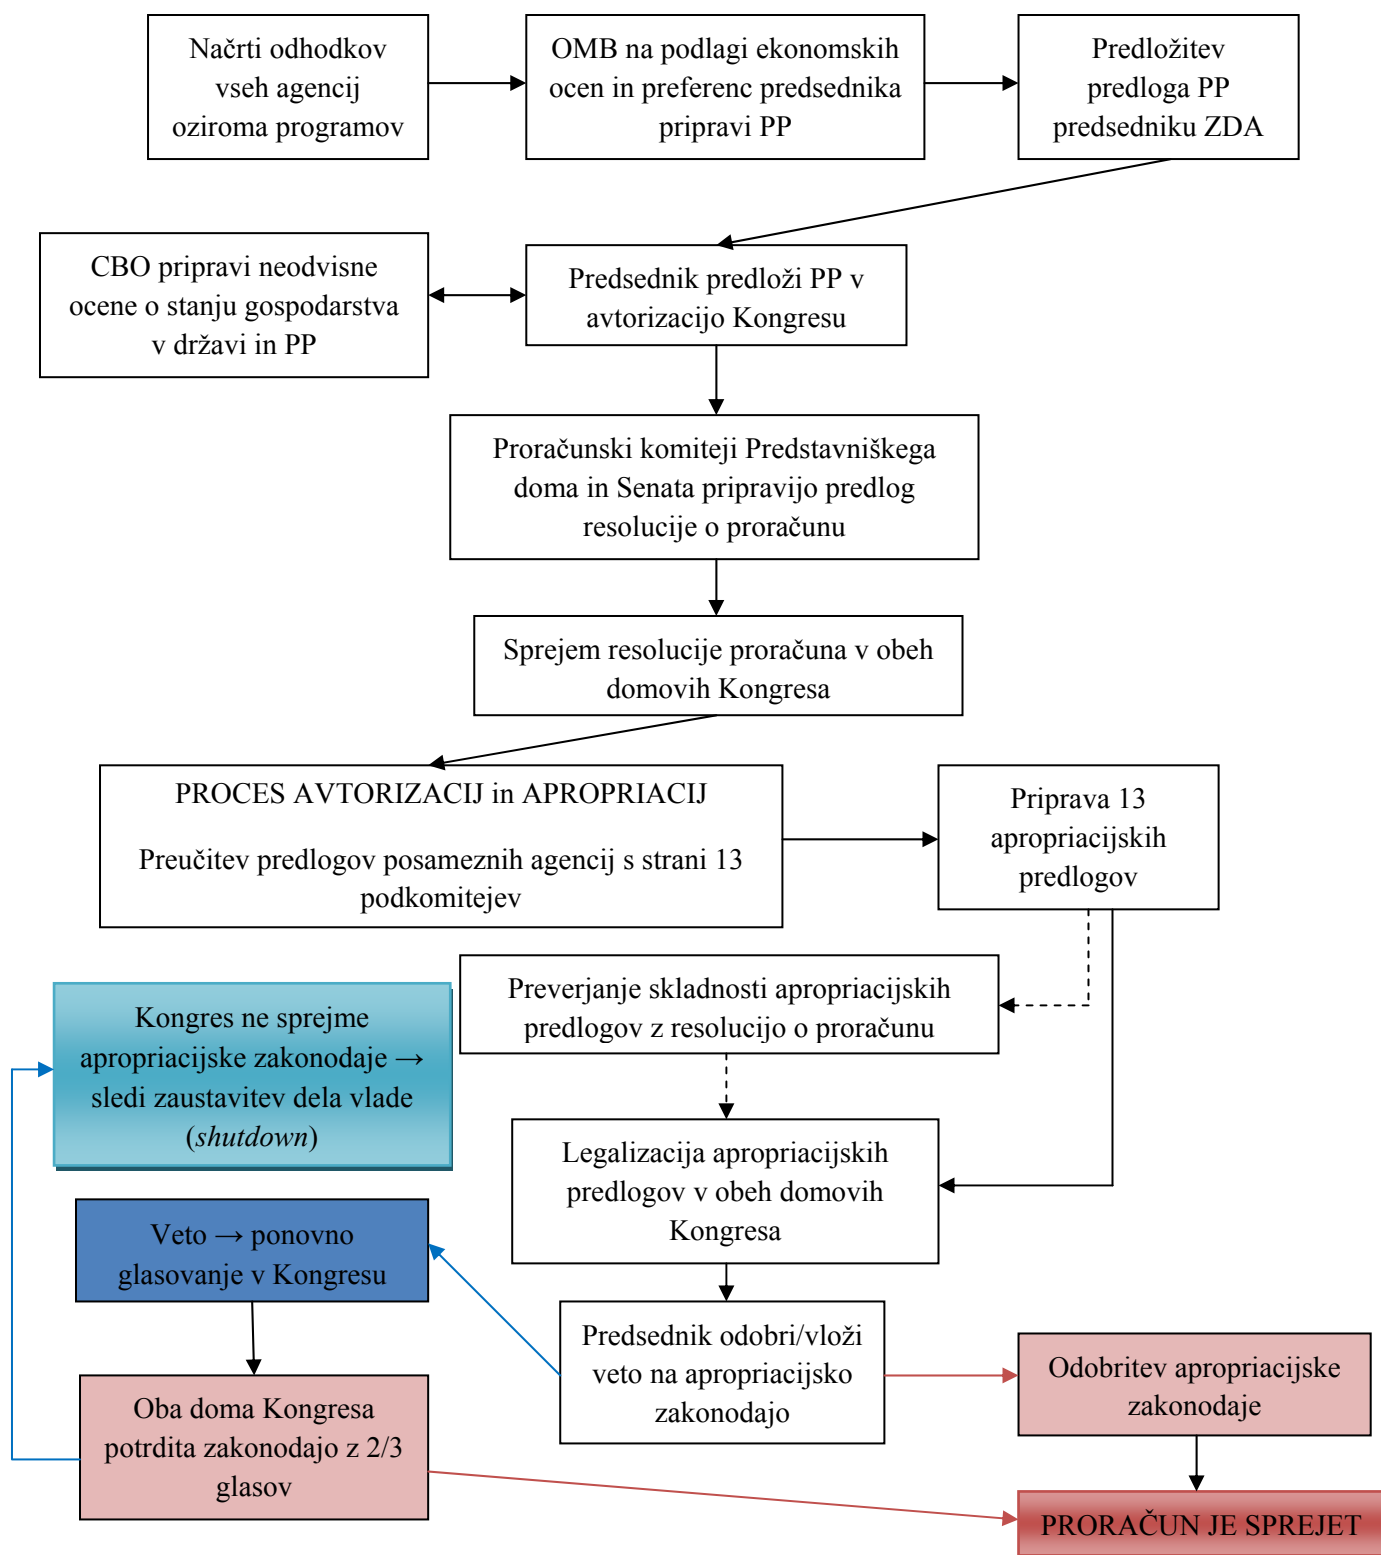 Načrti odhodkov
vseh agencij
oziroma programov
OMB na podlagi ekonomskih
ocen in preferenc predsednika
pripravi PP
Predložitev
predloga PP
predsedniku ZDA
CBO pripravi neodvisne
ocene o stanju gospodarstva
v državi in PP
Predsednik predloži PP v
avtorizacijo Kongresu
Proračunski komiteji Predstavniškega
doma in Senata pripravijo predlog
resolucije o proračunu
Sprejem resolucije proračuna v obeh
domovih Kongresa
PROCES AVTORIZACIJ in APROPRIACIJ
Preučitev predlogov posameznih agencij s strani 13
podkomitejev
Priprava 13
apropriacijskih
predlogov
Preverjanje skladnosti apropriacijskih
predlogov z resolucijo o proračunu
Kongres ne sprejme
apropriacijske zakonodaje →
sledi zaustavitev dela vlade
(shutdown)
Legalizacija apropriacijskih
predlogov v obeh domovih
Kongresa
Veto → ponovno
glasovanje v Kongresu
Predsednik odobri/vloži
veto na apropriacijsko
zakonodajo
Odobritev apropriacijske
zakonodaje
Oba doma Kongresa
potrdita zakonodajo z 2/3
glasov
PRORAČUN JE SPREJET